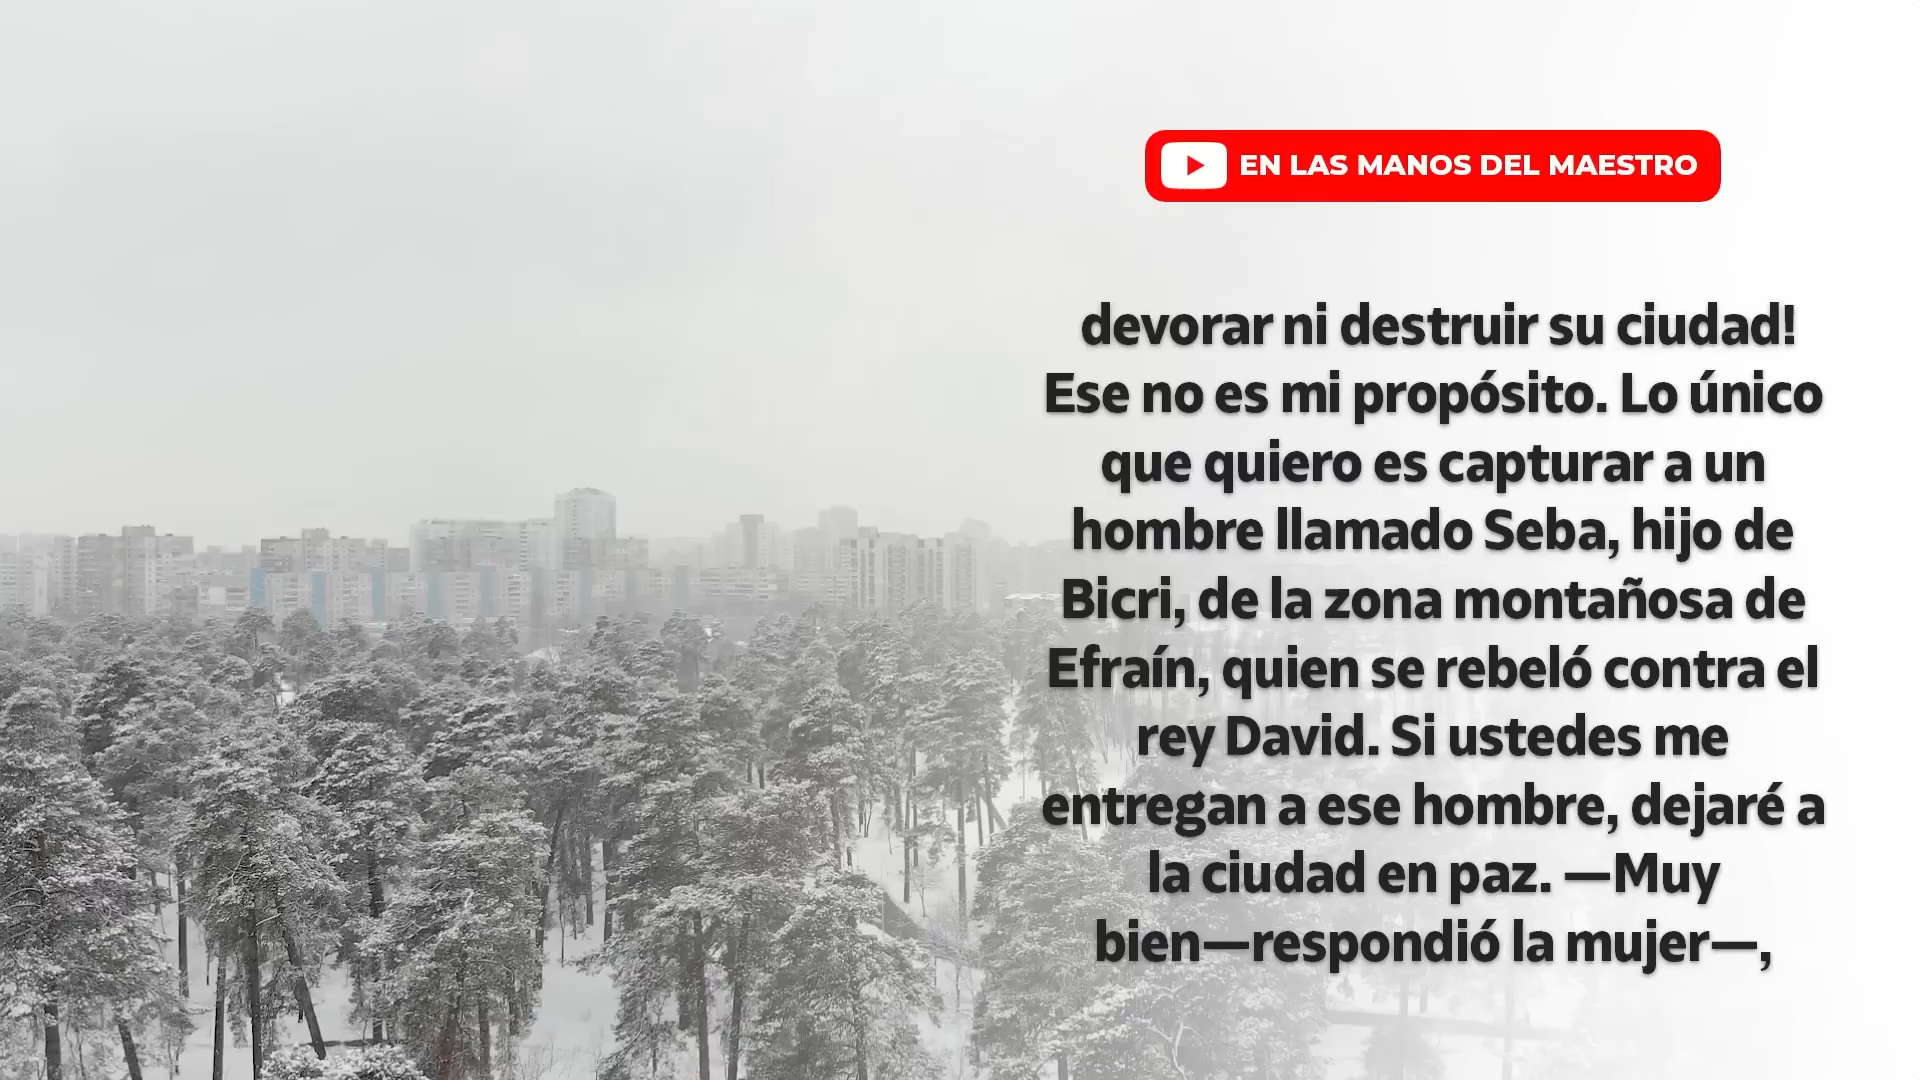 EN LAS MANOS DEL MAESTRO
devorar ni destruir su ciudad!
Ese no es mi propósito. Lo único
que quiero es capturar a un
hombre llamado Seba, hijo de
Bicri, de la zona montañosa de
Efraín, quien se rebeló contra el
rey David. Si ustedes me
entregan a ese hombre, dejaré a
la ciudad en paz. —Muy
bien—respondió la mujer—,